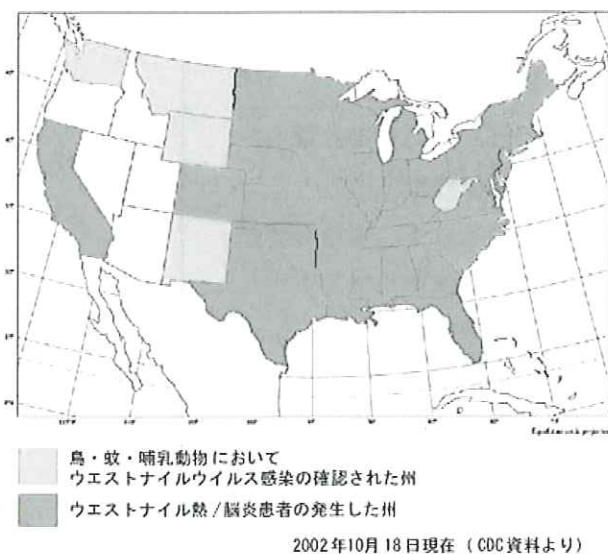 鳥・蚊・哺乳動物において
ウエストナイルウイルス感染の確認された州
ウエストナイル熱/脳炎患者の発生した州
2002年10月18日現在（CDC資料より）